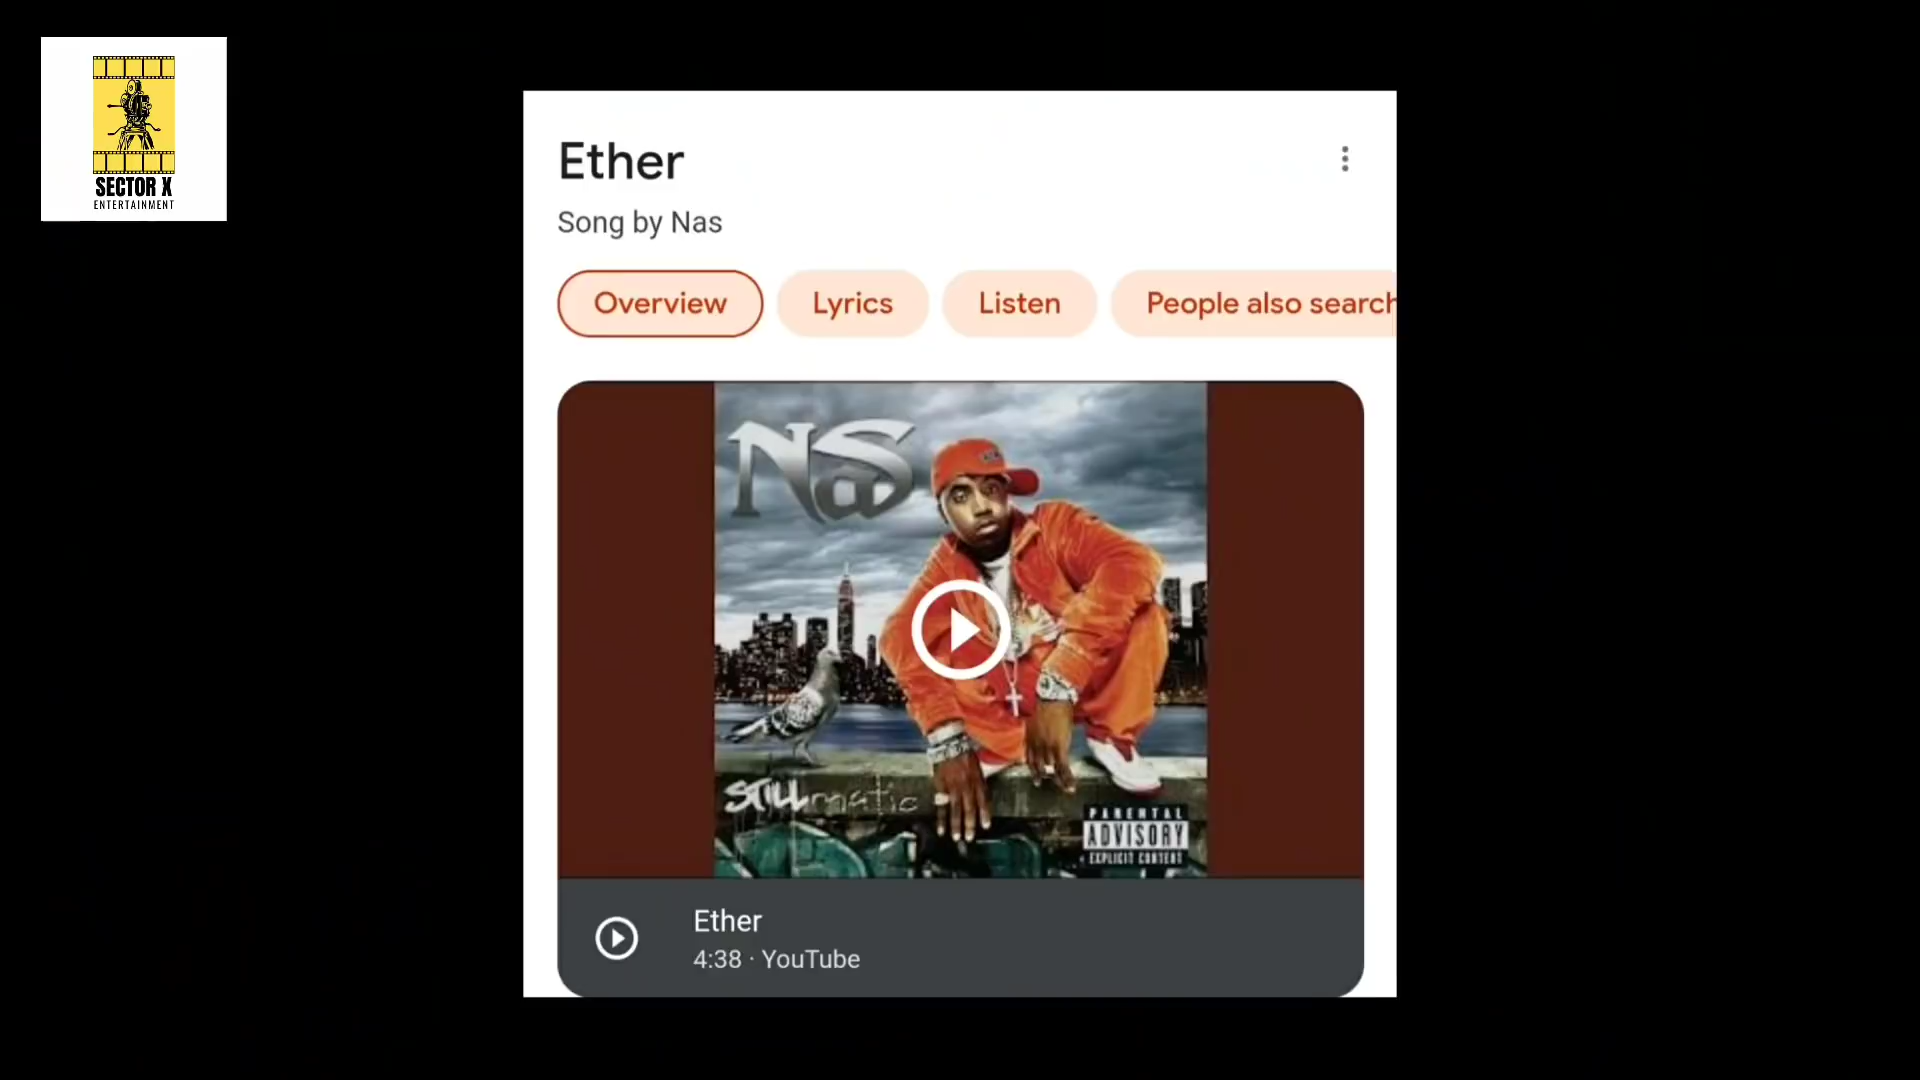 SECTOR X
ENTERTAINMENT
Ether
Song by Nas
Overview
Lyrics
Listen
People also search
Nas
STILLmatic
PARENTAL
ADVISORY
EXPLICIT CONTENT
Ether
4:38 · YouTube